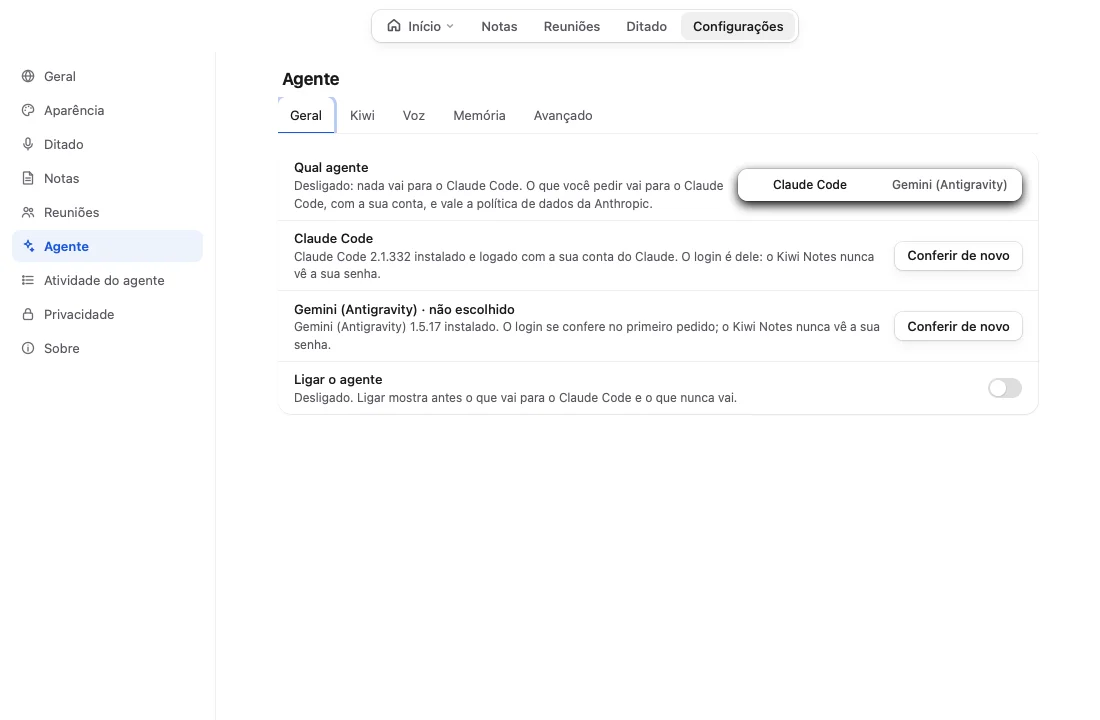 Início
Notas
Reuniões
Ditado
Configurações
Geral
Aparência
Ditado
Notas
Reuniões
Agente
Atividade do agente
Privacidade
Sobre
Agente
Geral
Kiwi
Voz
Memória
Avançado
Qual agente
Desligado: nada vai para o Claude Code. O que você pedir vai para o Claude
Code, com a sua conta, e vale a política de dados da Anthropic.
Claude Code
Gemini (Antigravity)
Claude Code
Claude Code 2.1.332 instalado e logado com a sua conta do Claude. O login é dele: o Kiwi Notes nunca
vê a sua senha.
Conferir de novo
Gemini (Antigravity) · não escolhido
Gemini (Antigravity) 1.5.17 instalado. O login se confere no primeiro pedido; o Kiwi Notes nunca vê a sua
senha.
Conferir de novo
Ligar o agente
Desligado. Ligar mostra antes o que vai para o Claude Code e o que nunca vai.